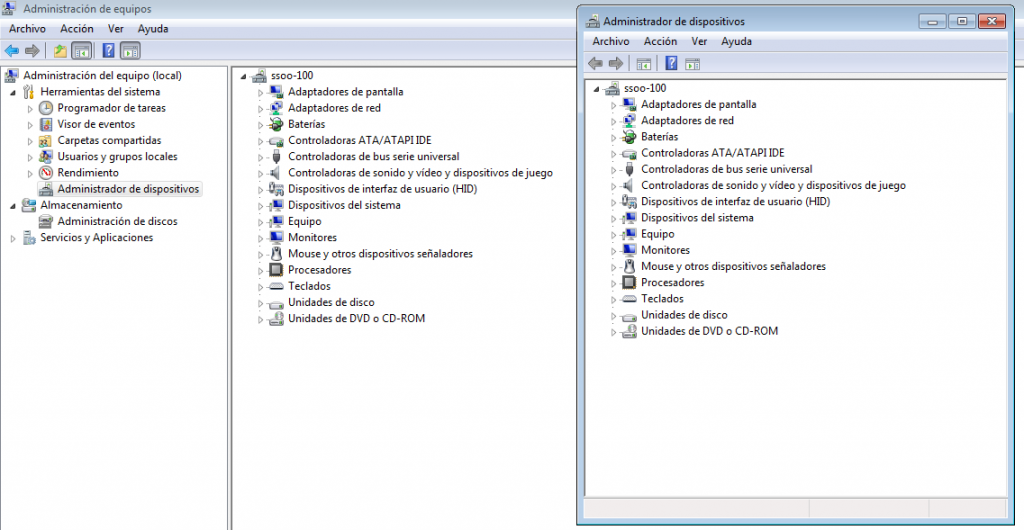 Administración de equipos
Archivo Acción Ver Ayuda
Administración del equipo (local)
Herramientas del sistema
Programador de tareas
Visor de eventos
Carpetas compartidas
Usuarios y grupos locales
Rendimiento
Administrador de dispositivos
Almacenamiento
Administración de discos
Servicios y Aplicaciones
ssoo-100
Adaptadores de pantalla
Adaptadores de red
Baterías
Controladoras ATA/ATAPI IDE
Controladoras de bus serie universal
Controladoras de sonido y vídeo y dispositivos de juego
Dispositivos de interfaz de usuario (HID)
Dispositivos del sistema
Equipo
Monitores
Mouse y otros dispositivos señaladores
Procesadores
Teclados
Unidades de disco
Unidades de DVD o CD-ROM
Administrador de dispositivos
Archivo Acción Ver Ayuda
ssoo-100
Adaptadores de pantalla
Adaptadores de red
Baterías
Controladoras ATA/ATAPI IDE
Controladoras de bus serie universal
Controladoras de sonido y vídeo y dispositivos de juego
Dispositivos de interfaz de usuario (HID)
Dispositivos del sistema
Equipo
Monitores
Mouse y otros dispositivos señaladores
Procesadores
Teclados
Unidades de disco
Unidades de DVD o CD-ROM